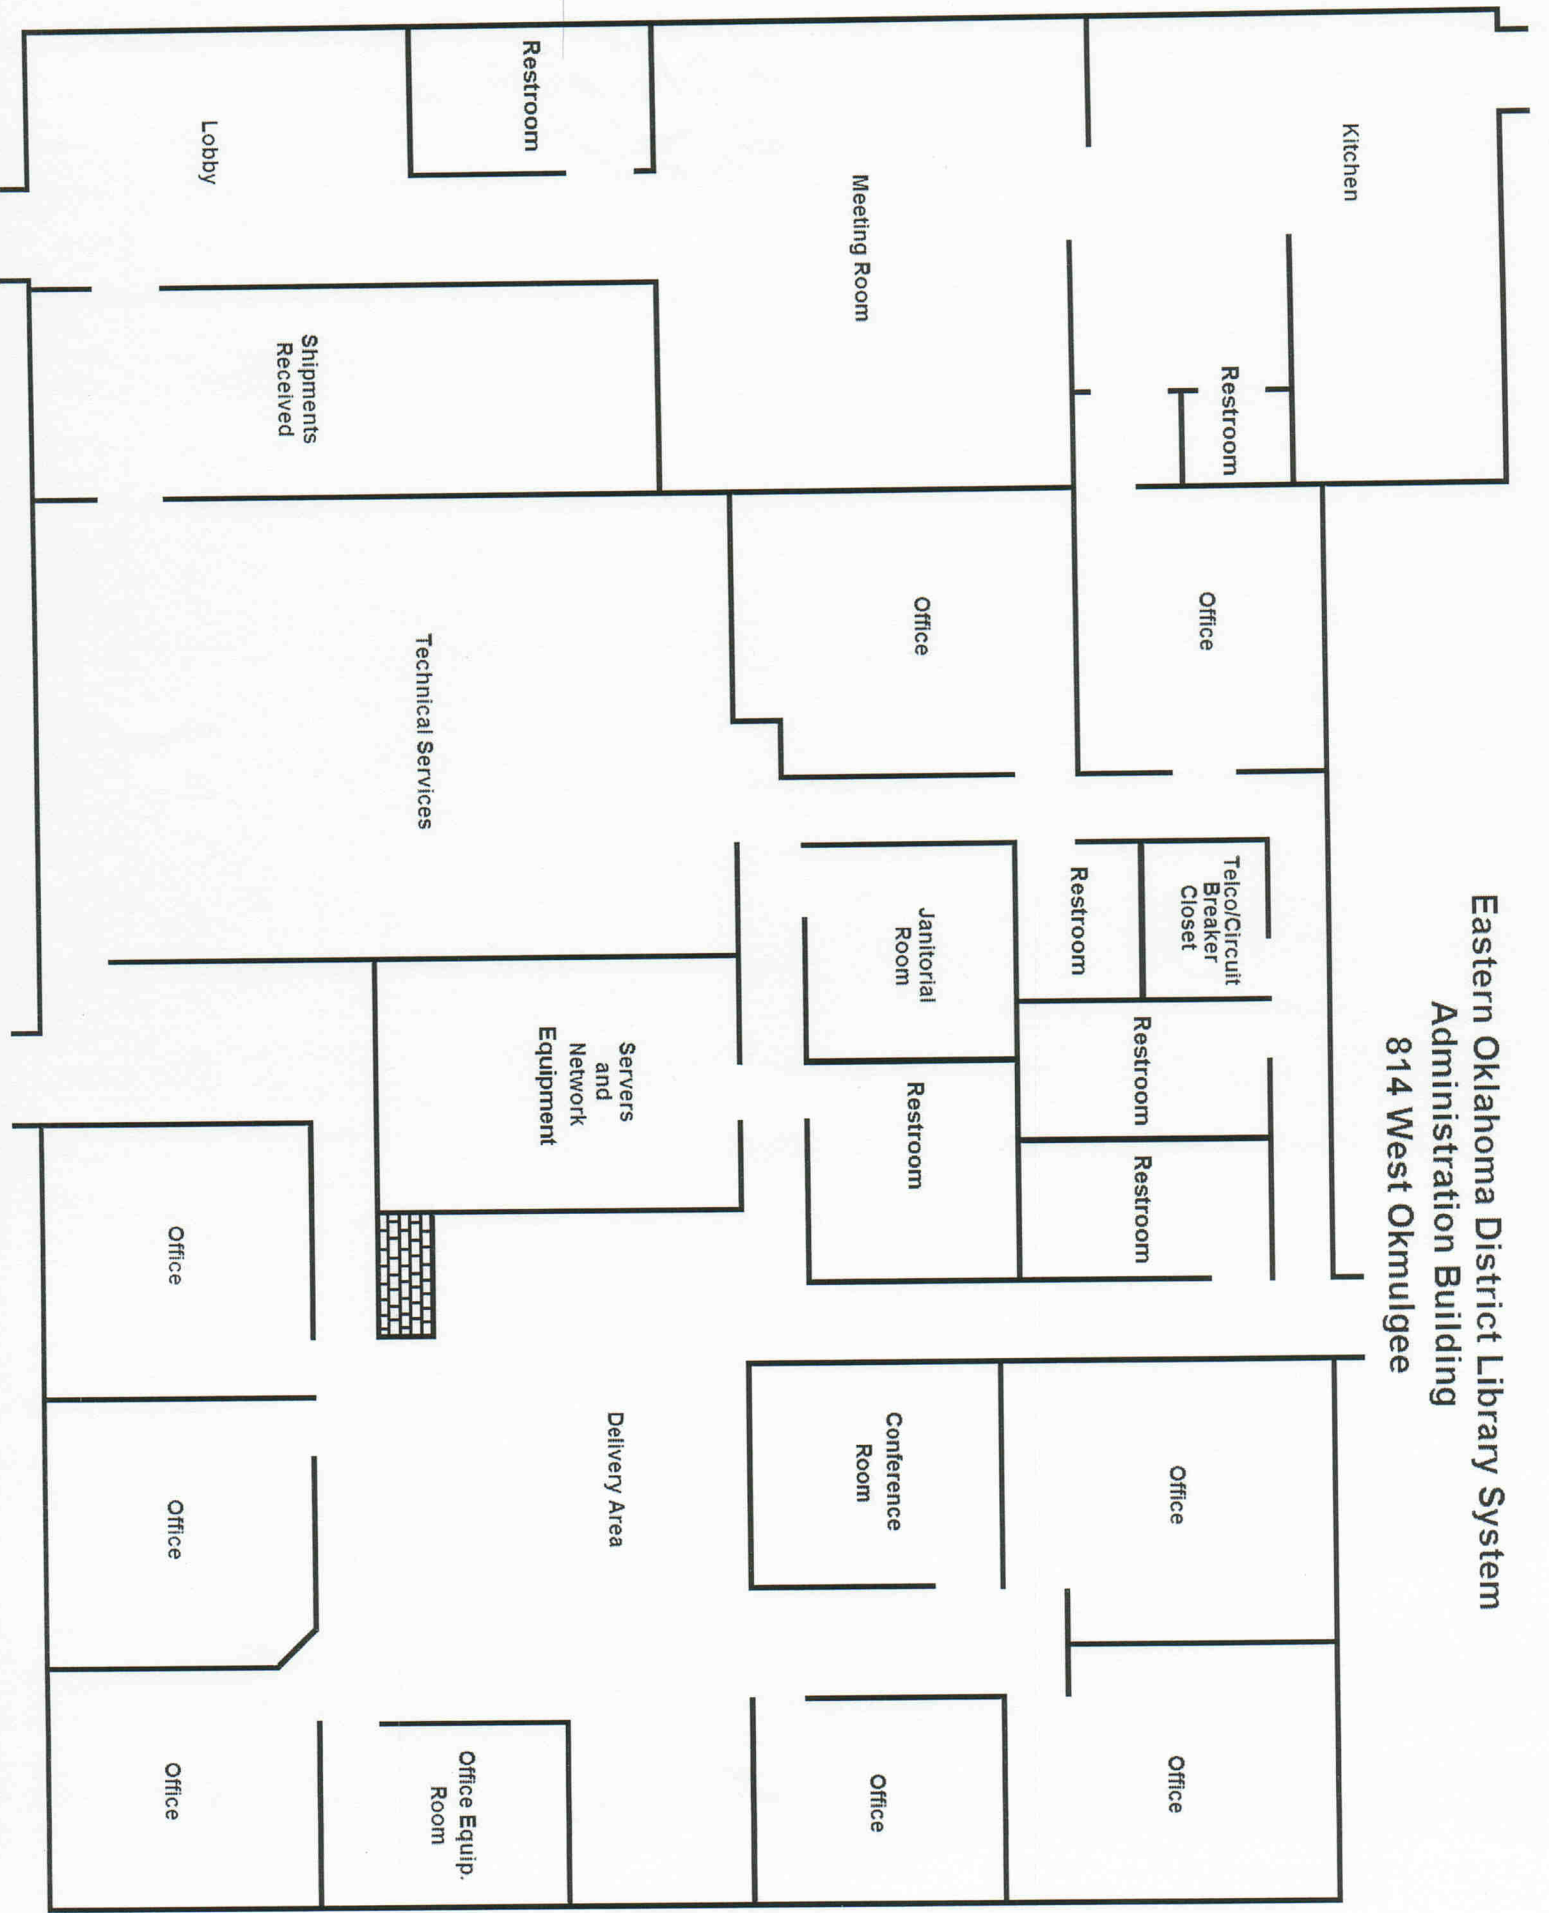 Eastern Oklahoma District Library System
Administration Building
814 West Okmulgee
Kitchen
Restroom
Office
Telco/Circuit
Breaker
Closet
Restroom
Restroom
Restroom
Office
Office
Meeting Room
Office
Janitorial
Room
Restroom
Conference
Room
Office
Restroom
Servers
and
Network
Equipment
Delivery Area
Technical Services
Office Equip.
Room
Lobby
Shipments
Received
Office
Office
Office